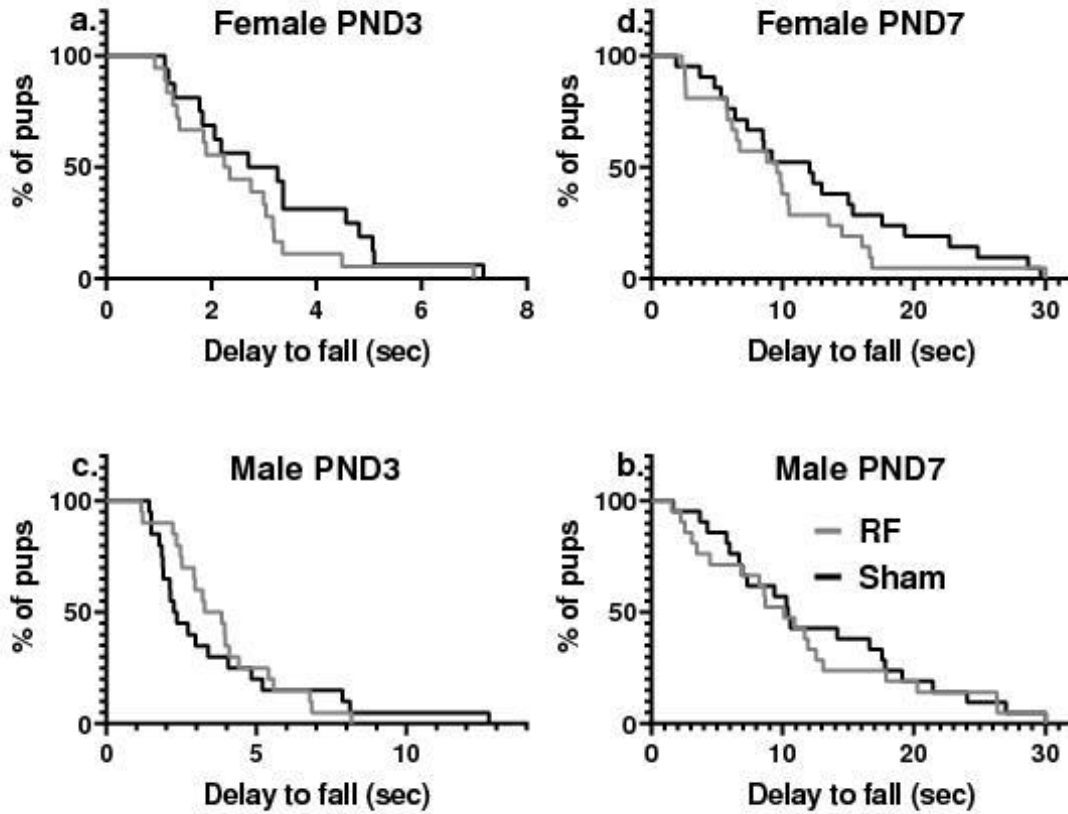 a. Female PND3
% of pups
100
50
0
0 2 4 6 8
Delay to fall (sec)
d. Female PND7
% of pups
100
50
0
0 10 20 30
Delay to fall (sec)
c. Male PND3
% of pups
100
50
0
0 5 10
Delay to fall (sec)
b. Male PND7
% of pups
100
50
0
RF
Sham
0 10 20 30
Delay to fall (sec)